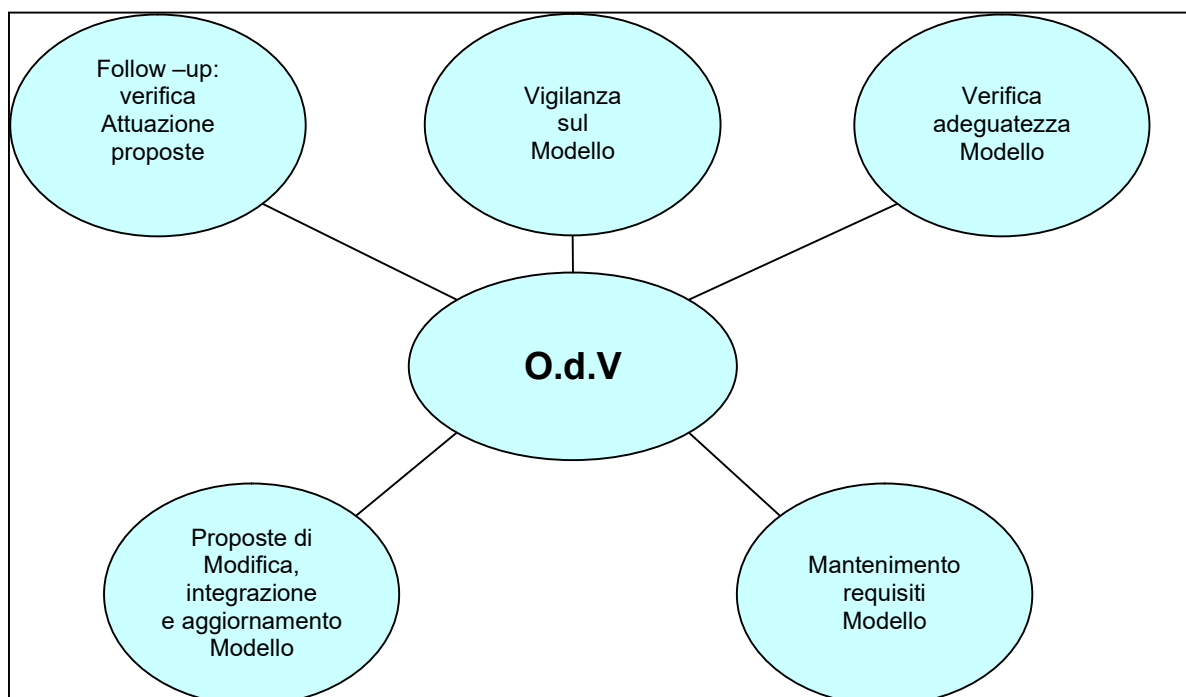 Follow –up:
verifica
Attuazione
proposte
Vigilanza
sul
Modello
Verifica
adeguatezza
Modello
O.d.V
Proposte di
Modifica,
integrazione
e aggiornamento
Modello
Mantenimento
requisiti
Modello